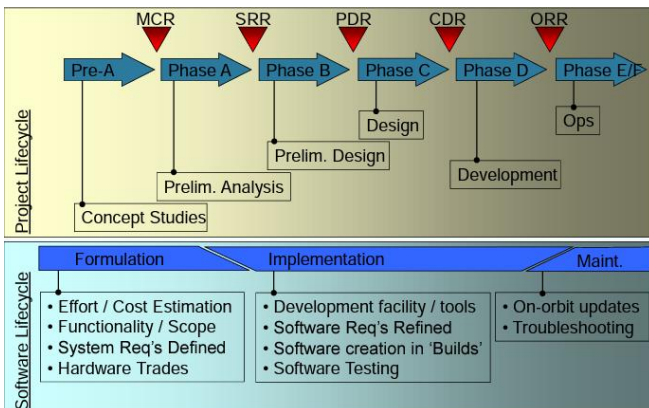 MCR SRR PDR CDR ORR
Pre-A Phase A Phase B Phase C Phase D Phase E/F
Design
Ops
Prelim. Design
Development
Prelim. Analysis
Concept Studies
Project Lifecycle
Formulation Implementation Maint.
• Effort / Cost Estimation
• Functionality / Scope
• System Req's Defined
• Hardware Trades
• Development facility / tools
• Software Req's Refined
• Software creation in 'Builds'
• Software Testing
• On-orbit updates
• Troubleshooting
Software Lifecycle